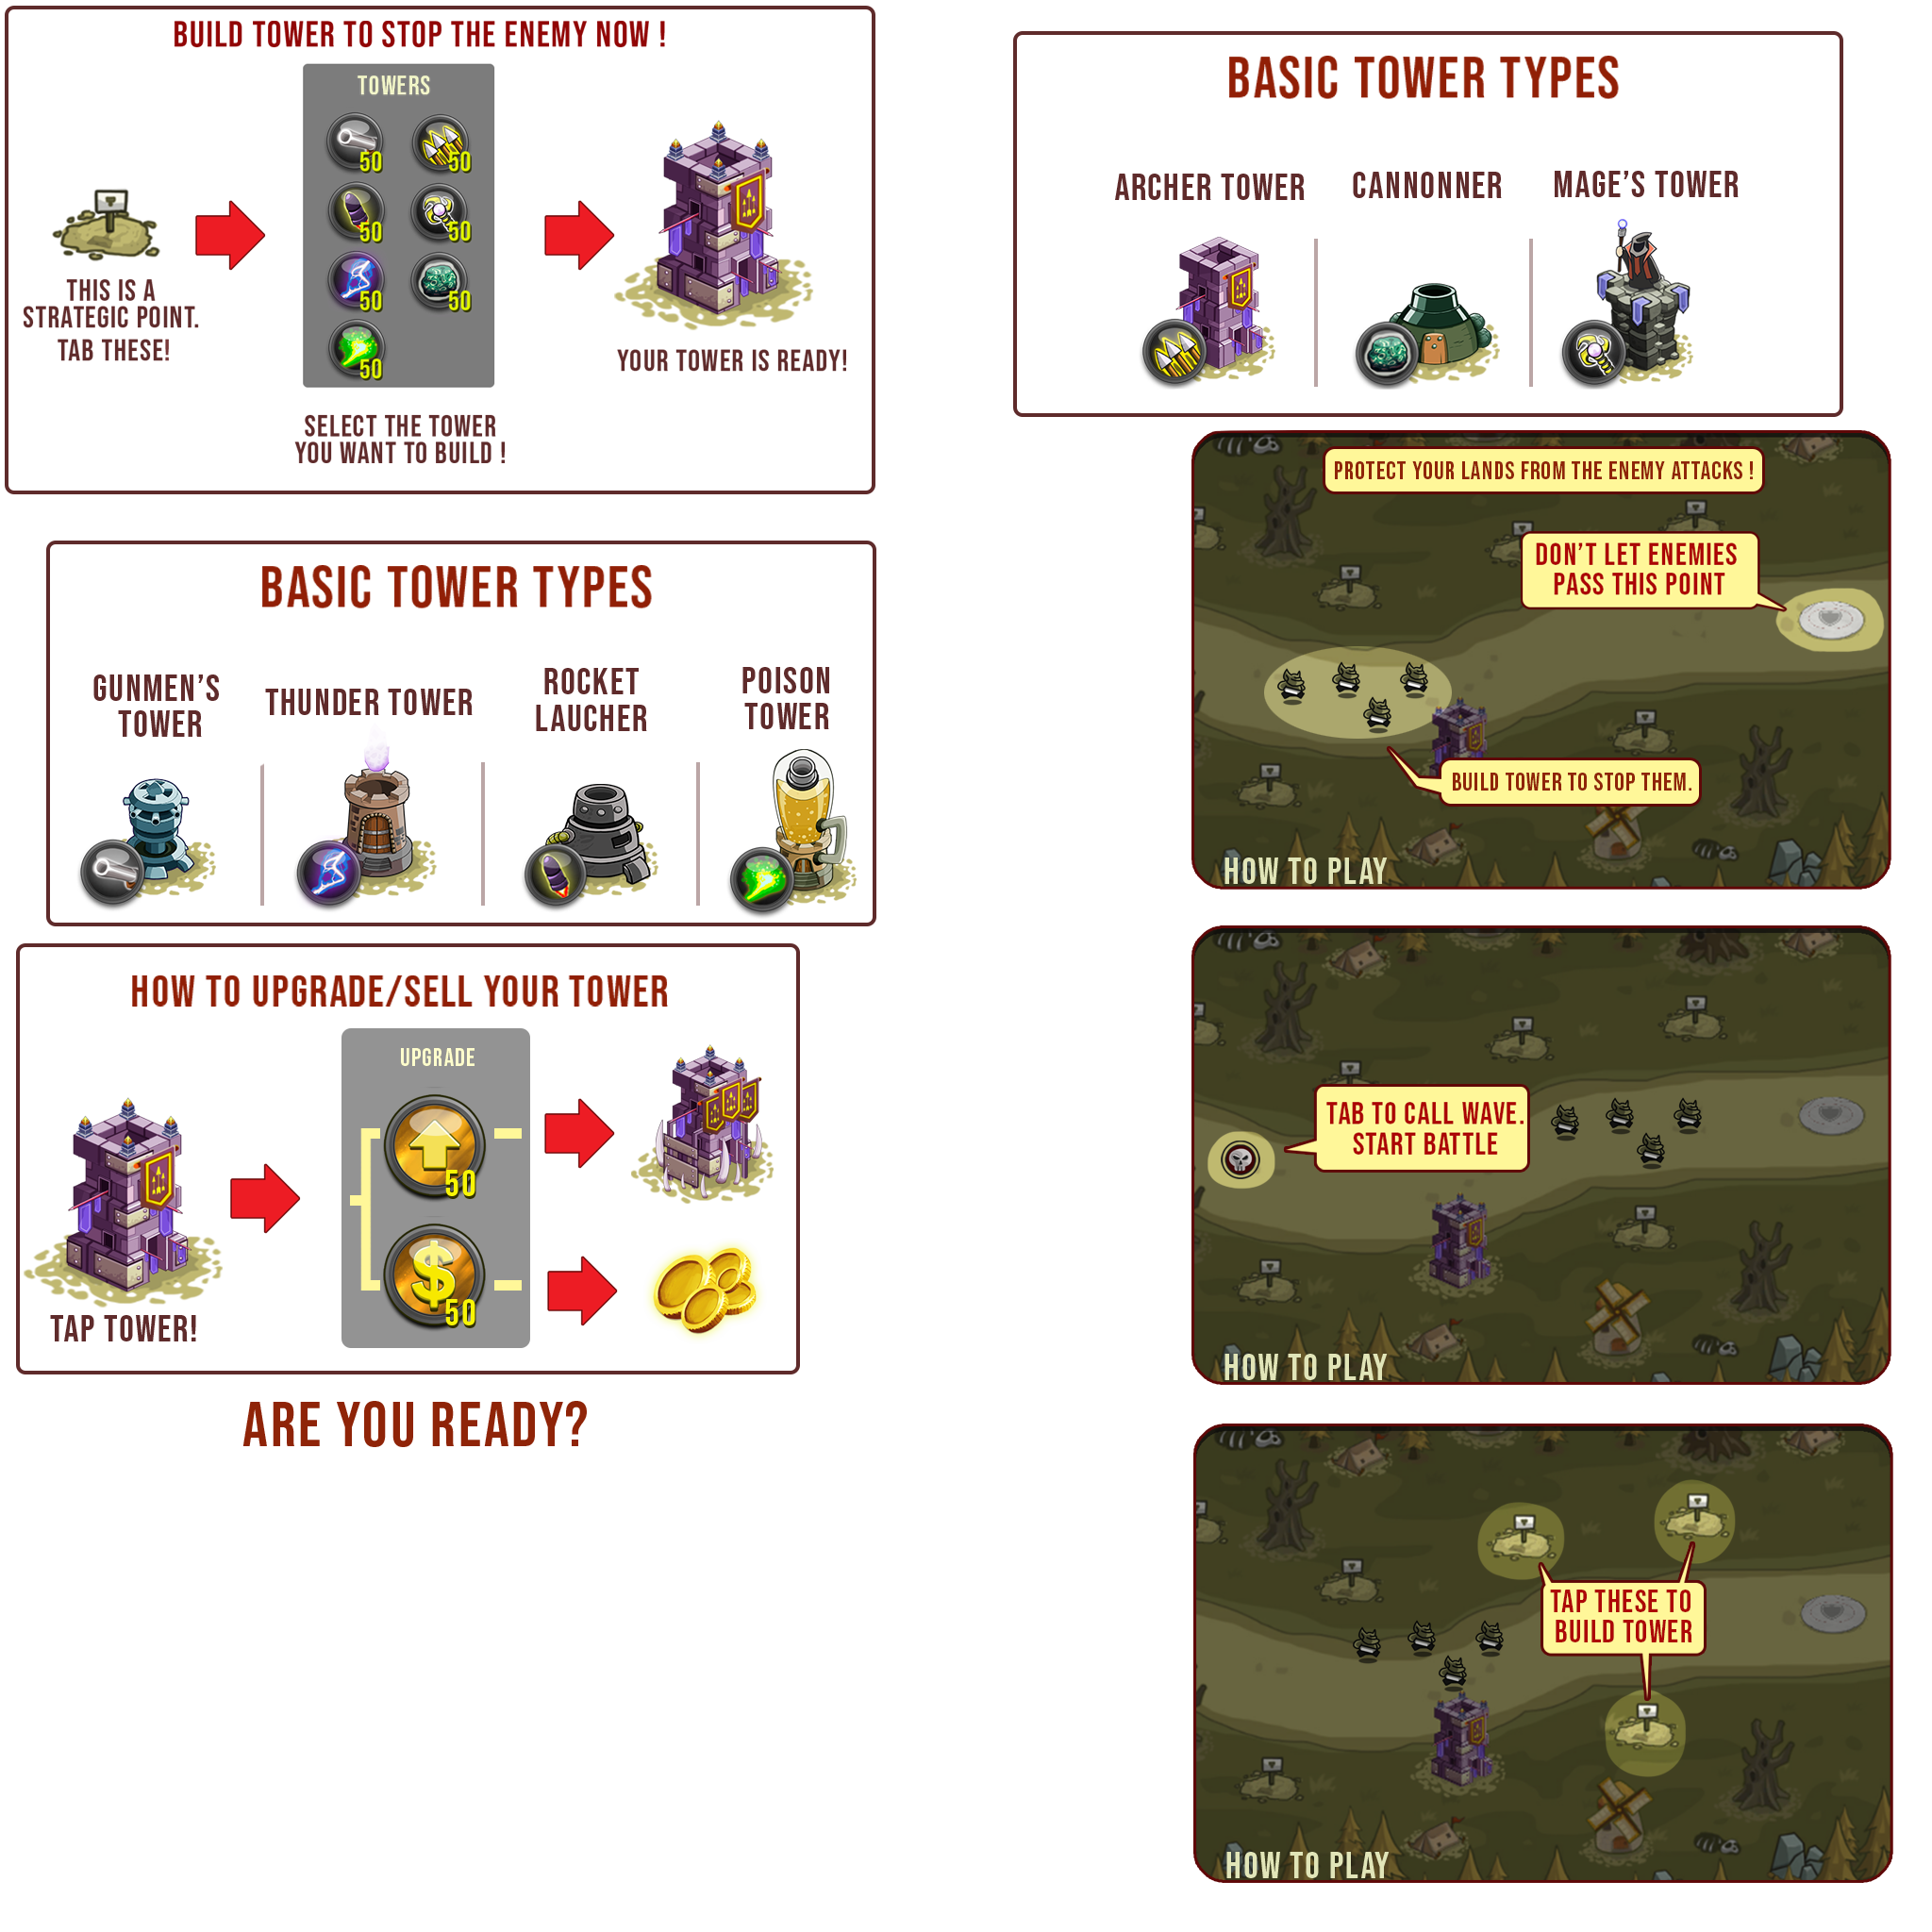 BUILD TOWER TO STOP THE ENEMY NOW !
TOWERS
50
50
50
50
50
50
50
THIS IS A
STRATEGIC POINT.
TAB THESE!
SELECT THE TOWER
YOU WANT TO BUILD !
YOUR TOWER IS READY!
BASIC TOWER TYPES
ARCHER TOWER
CANNONNER
MAGE'S TOWER
BASIC TOWER TYPES
GUNMEN'S
TOWER
THUNDER TOWER
ROCKET
LAUCHER
POISON
TOWER
HOW TO UPGRADE/SELL YOUR TOWER
UPGRADE
50
$
50
TAP TOWER!
ARE YOU READY?
PROTECT YOUR LANDS FROM THE ENEMY ATTACKS !
DON'T LET ENEMIES
PASS THIS POINT
BUILD TOWER TO STOP THEM.
HOW TO PLAY
TAB TO CALL WAVE.
START BATTLE
HOW TO PLAY
TAP THESE TO
BUILD TOWER
HOW TO PLAY